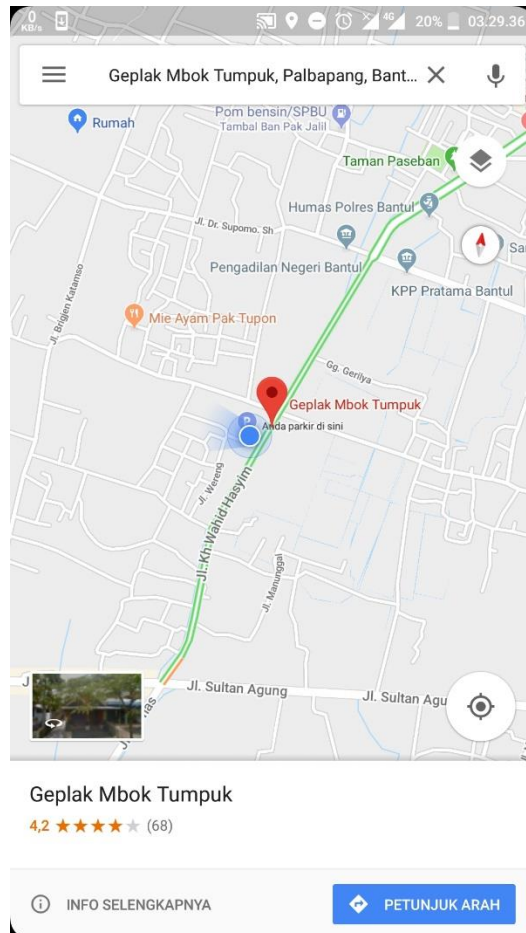 0
KB/s
4G
20%
03.29.36
Geplak Mbok Tumpuk, Palbapang, Bant...
Pom bensin/SPBU
Tambal Ban Pak Jalil
Rumah
Taman Paseban
Humas Polres Bantul
Jl. Dr. Supomo. Sh
Pengadilan Negeri Bantul
KPP Pratama Bantul
Jl. Brigjen Katamso
Mie Ayam Pak Tupon
Gg. Gerilya
Geplak Mbok Tumpuk
Anda parkir di sini
Jl. Wereng
Jl. Kh Wahid Hasyim
Jl. Manunggal
Jl. Sultan Agung
Jl. Sultan Agu
Geplak Mbok Tumpuk
4,2 (68)
INFO SELENGKAPNYA
PETUNJUK ARAH